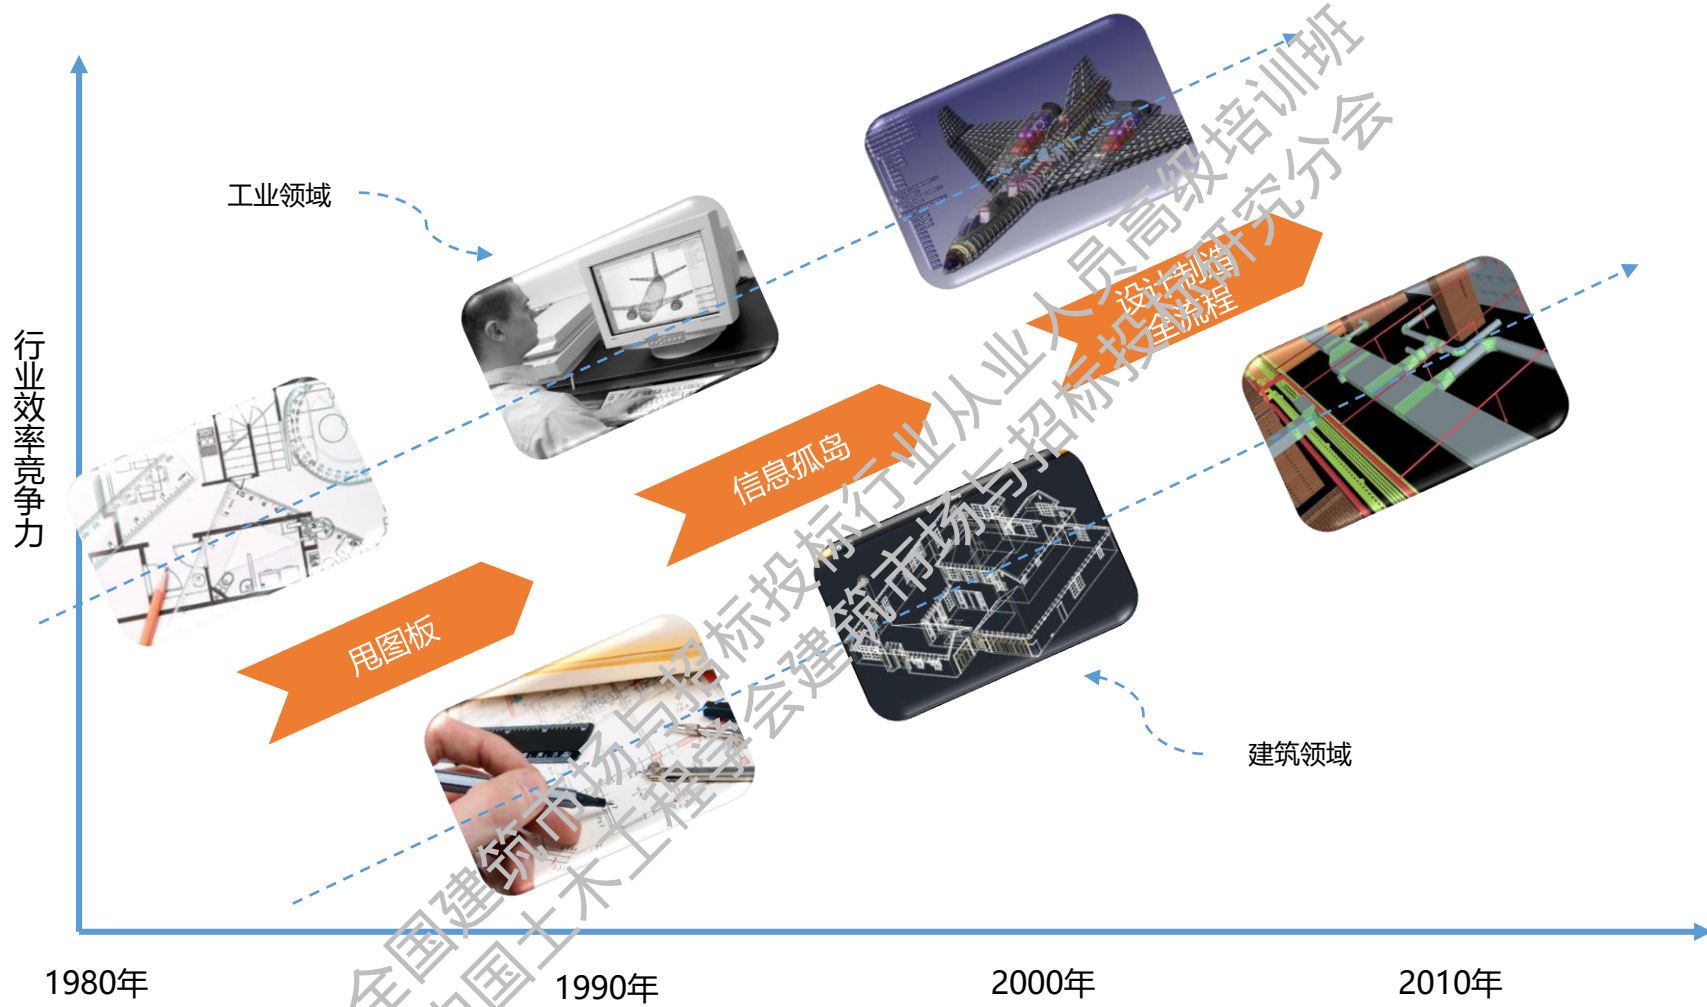 工业领域
设计制造
全流程
行业效率竞争力
信息孤岛
甩图板
建筑领域
1980年
1990年
2000年
2010年
全国建筑市场与招标投标行业从业人员高级培训班
中国土木工程学会建筑市场与招标投标研究分会